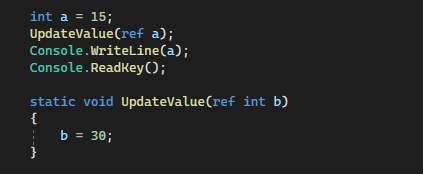 int a = 15;
UpdateValue(ref a);
Console.WriteLine(a);
Console.ReadKey();
static void UpdateValue(ref int b)
{
b = 30;
}